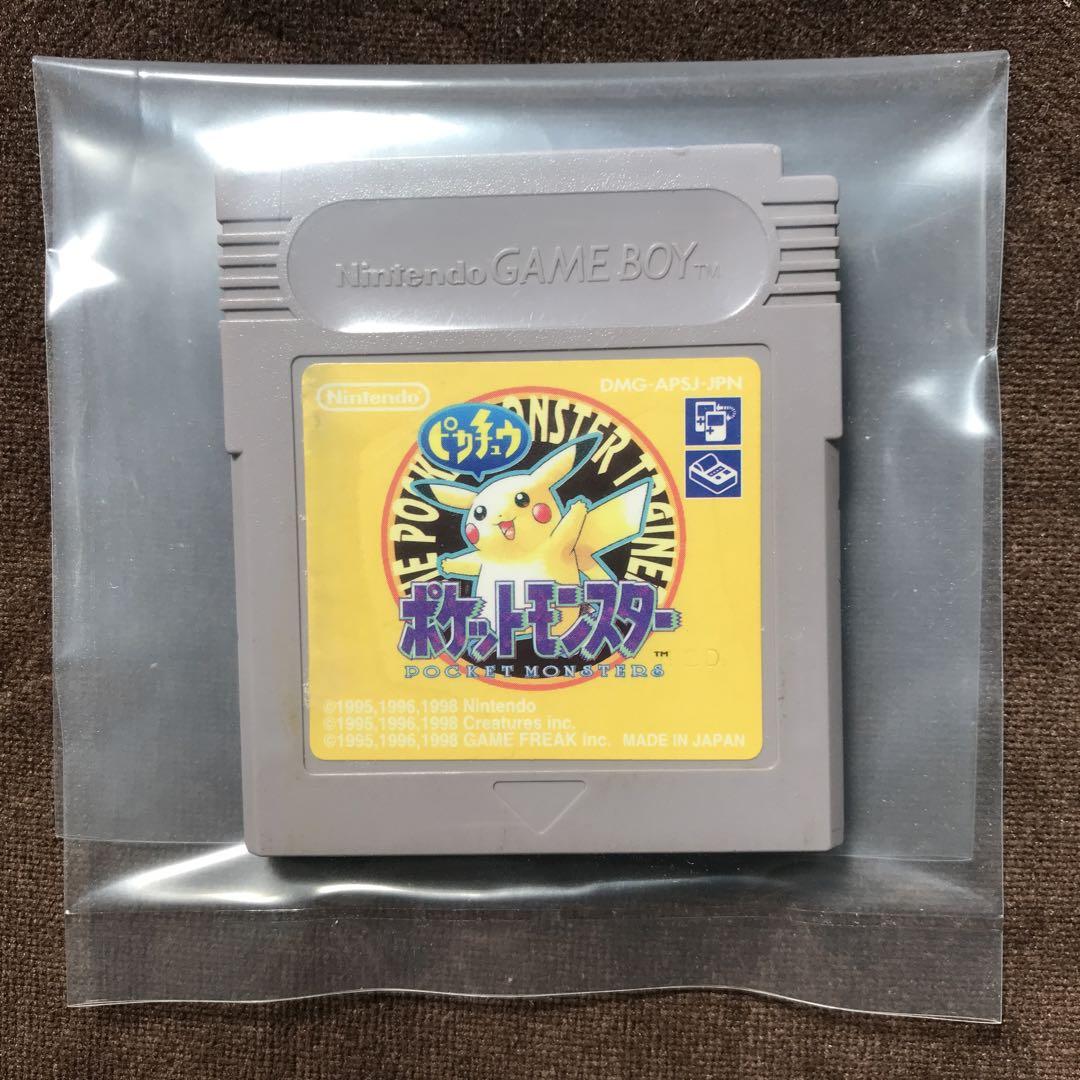 Nintendo GAME BOY™
Nintendo
DMG-APSJ-JPN
ピカチュウ
POCKET MONSTER TRAINER
ポケットモンスター
™
POCKET MONSTERS
©1995,1996,1998 Nintendo
©1995,1996,1998 Creatures inc.
©1995,1996,1998 GAME FREAK inc. MADE IN JAPAN